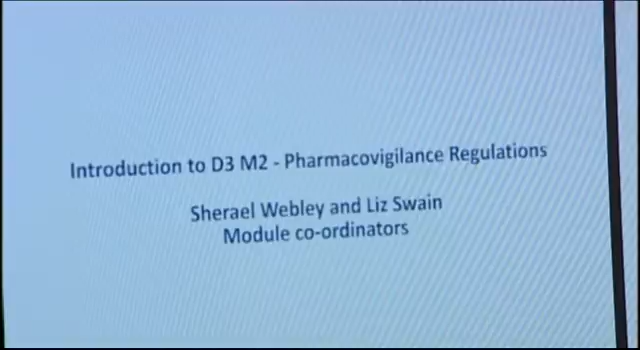 Introduction to D3 M2 - Pharmacovigilance Regulations
Sherael Webley and Liz Swain
Module co-ordinators